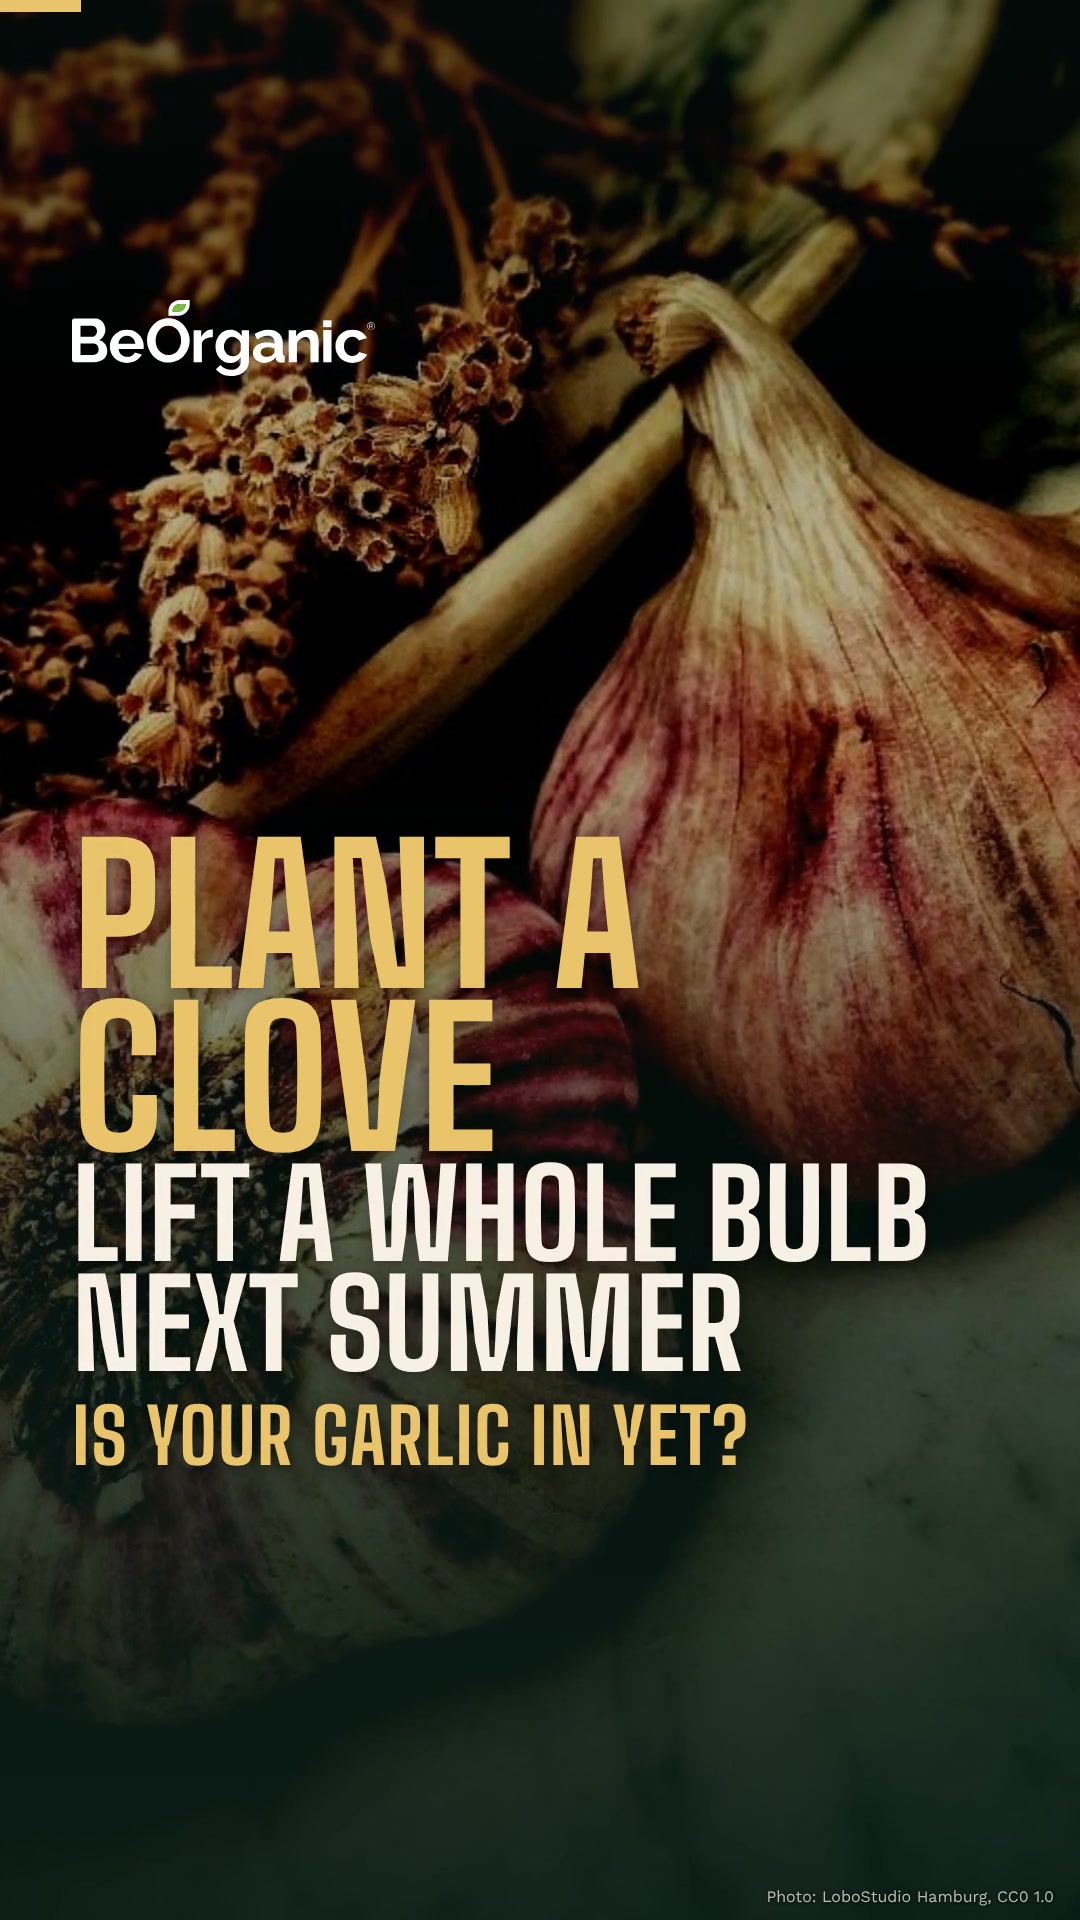 BeOrganic®
PLANT A
CLOVE
LIFT A WHOLE BULB
NEXT SUMMER
IS YOUR GARLIC IN YET?
Photo: LoboStudio Hamburg, CC0 1.0